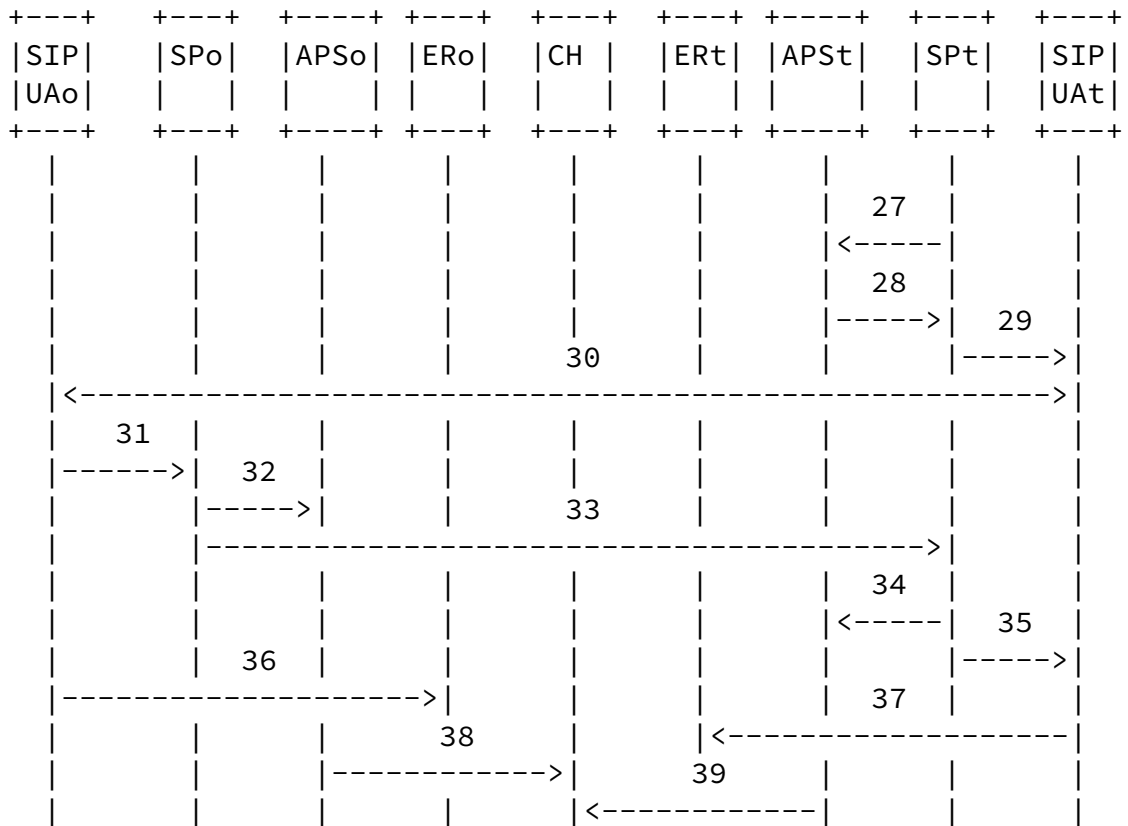 +---+    +---+  +----+ +---+  +---+  +---+ +----+  +---+  +---+
|SIP|    |SPo|  |APSo| |ERo|  |CH |  |ERt| |APSt|  |SPt|  |SIP|
|UAo|    |   |  |    | |   |  |   |  |   | |    |  |   |  |UAt|
+---+    +---+  +----+ +---+  +---+  +---+ +----+  +---+  +---+
  |       |      |      |      |      |      |      |      |
  |       |      |      |      |      |      |  27  |      |
  |       |      |      |      |      |      |<-----|      |
  |       |      |      |      |      |      |  28  |      |
  |       |      |      |      |      |      |----->|  29  |
  |       |      |      |      |30    |      |      |----->|
  |<------------------------------------------------------>|
  |   31  |      |      |      |      |      |      |      |
  |------>|  32  |      |      |      |      |      |      |
  |       |----->|      |      |33    |      |      |      |
  |       |---------------------------------------->|      |
  |       |      |      |      |      |      |  34  |      |
  |       |      |      |      |      |      |<-----|  35  |
  |       |  36  |      |      |      |      |      |----->|
  |-------------------->|      |      |      |  37  |      |
  |       |      |     38      |      |<-------------------|
  |       |      |------------>|     39      |      |      |
  |       |      |      |      |<------------|      |      |